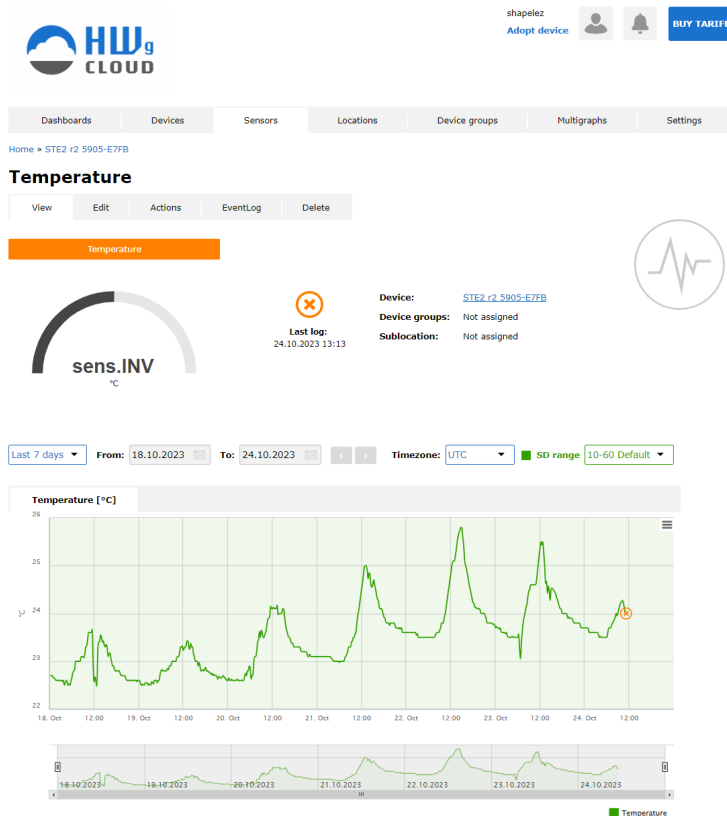 shapelez
Adopt device
BUY TARIFF
HWg
CLOUD
Dashboards Devices Sensors Locations Device groups Multigraphs Settings
Home » STE2 r2 5905-E7FB
Temperature
View Edit Actions EventLog Delete
Temperature
sens.INV
°C
Last log:
24.10.2023 13:13
Device: STE2 r2 5905-E7FB
Device groups: Not assigned
Sublocation: Not assigned
Last 7 days From: 18.10.2023 To: 24.10.2023 Timezone: UTC SD range 10-60 Default
Temperature [°C]
26
25
24
23
22
°C
18. Oct 12:00 19. Oct 12:00 20. Oct 12:00 21. Oct 12:00 22. Oct 12:00 23. Oct 12:00 24. Oct 12:00
18.10.2023 19.10.2023 20.10.2023 21.10.2023 22.10.2023 23.10.2023 24.10.2023
Temperature